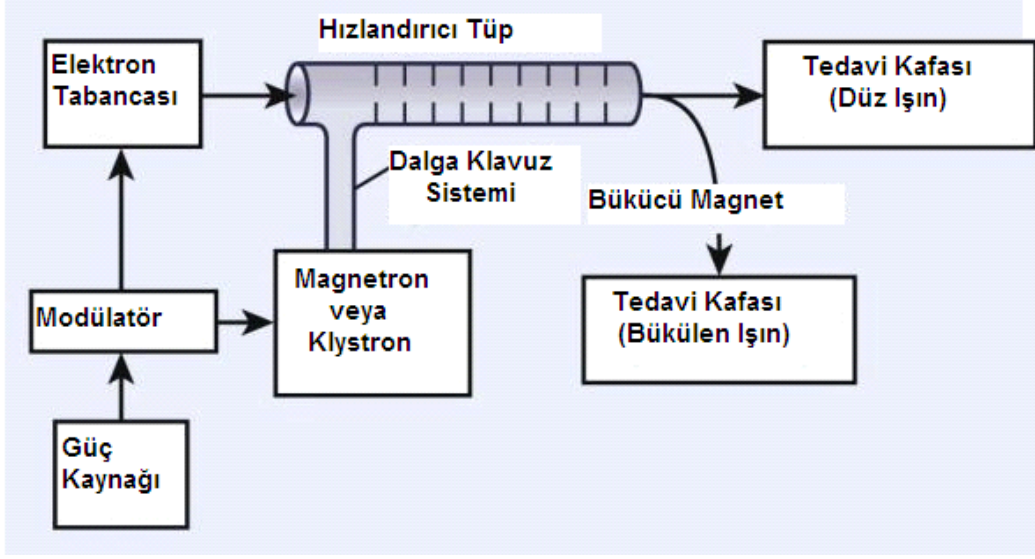 Hızlandırıcı Tüp
Elektron
Tabancası
Tedavi Kafası
(Düz Işın)
Dalga Klavuz
Sistemi
Bükücü Magnet
Magnetron
veya
Klystron
Tedavi Kafası
(Bükülen Işın)
Modülatör
Güç
Kaynağı